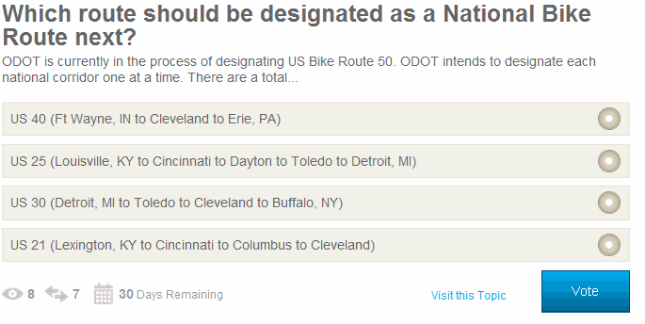 Which route should be designated as a National Bike
Route next?
ODOT is currently in the process of designating US Bike Route 50. ODOT intends to designate each
national corridor one at a time. There are a total...
US 40 (Ft Wayne, IN to Cleveland to Erie, PA)
US 25 (Louisville, KY to Cincinnati to Dayton to Toledo to Detroit, MI)
US 30 (Detroit, MI to Toledo to Cleveland to Buffalo, NY)
US 21 (Lexington, KY to Cincinnati to Columbus to Cleveland)
8 7 30 Days Remaining Visit this Topic Vote